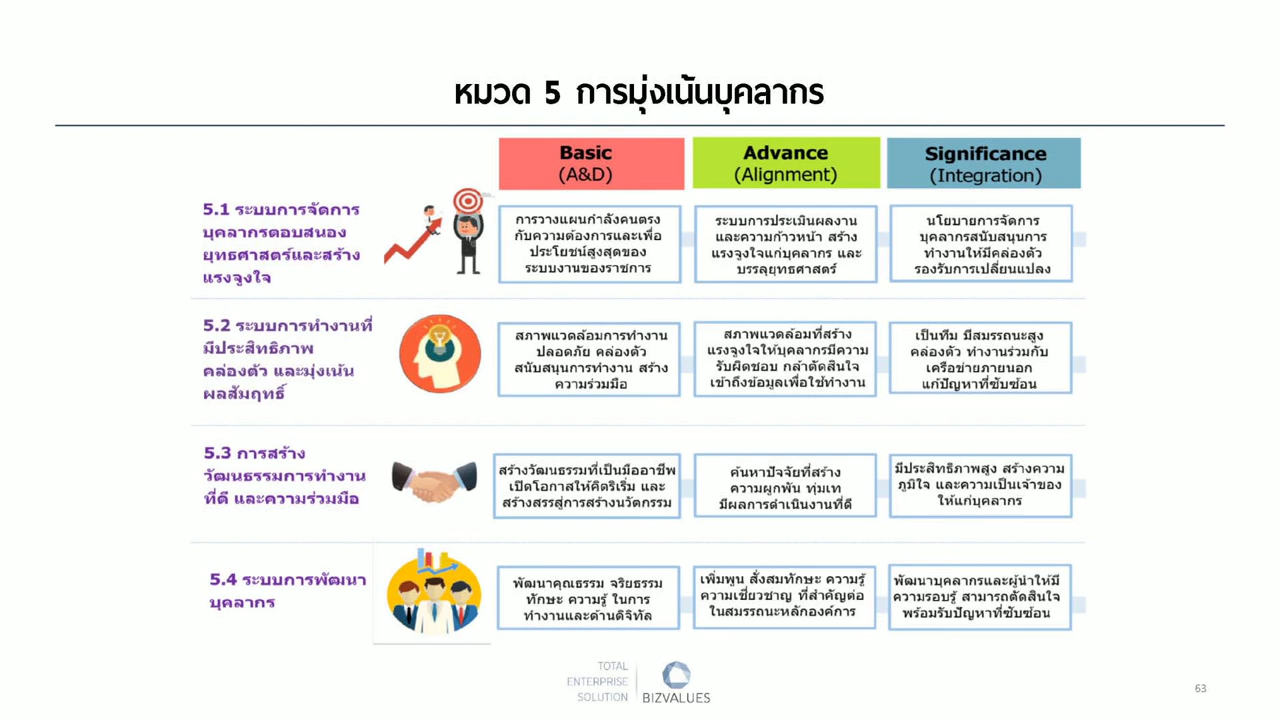 หมวด 5 การมุ่งเน้นบุคลากร
Basic
(A&D)
Advance
(Alignment)
Significance
(Integration)
5.1 ระบบการจัดการ
บุคลากรตอบสนอง
ยุทธศาสตร์และสร้าง
แรงจูงใจ
การวางแผนกำลังคนตรง
กับความต้องการและเพื่อ
ประโยชน์สูงสุดของ
ระบบงานของราชการ
ระบบการประเมินผลงาน
และความก้าวหน้า สร้าง
แรงจูงใจแก่บุคลากร และ
บรรลุยุทธศาสตร์
นโยบายการจัดการ
บุคลากรสนับสนุนการ
ทำงานให้มีคล่องตัว
รองรับการเปลี่ยนแปลง
5.2 ระบบการทำงานที่
มีประสิทธิภาพ
คล่องตัว และมุ่งเน้น
ผลสัมฤทธิ์
สภาพแวดล้อมการทำงาน
ปลอดภัย คล่องตัว
สนับสนุนการทำงาน สร้าง
ความร่วมมือ
สภาพแวดล้อมที่สร้าง
แรงจูงใจให้บุคลากรมีความ
รับผิดชอบ กล้าตัดสินใจ
เข้าถึงข้อมูลเพื่อใช้ทำงาน
เป็นทีม มีสมรรถนะสูง
คล่องตัว ทำงานร่วมกับ
เครือข่ายภายนอก
แก้ปัญหาที่ซับซ้อน
5.3 การสร้าง
วัฒนธรรมการทำงาน
ที่ดี และความร่วมมือ
สร้างวัฒนธรรมที่เป็นมืออาชีพ
เปิดโอกาสให้คิดริเริ่ม และ
สร้างสรรสู่การสร้างนวัตกรรม
ค้นหาปัจจัยที่สร้าง
ความผูกพัน ทุ่มเท
มีผลการดำเนินงานที่ดี
มีประสิทธิภาพสูง สร้างความ
ภูมิใจ และความเป็นเจ้าของ
ให้แก่บุคลากร
5.4 ระบบการพัฒนา
บุคลากร
พัฒนาคุณธรรม จริยธรรม
ทักษะ ความรู้ ในการ
ทำงานและด้านดิจิทัล
เพิ่มพูน สั่งสมทักษะ ความรู้
ความเชี่ยวชาญ ที่สำคัญต่อ
ในสมรรถนะหลักองค์การ
พัฒนาบุคลากรและผู้นำให้มี
ความรอบรู้ สามารถตัดสินใจ
พร้อมรับปัญหาที่ซับซ้อน
TOTAL
ENTERPRISE
SOLUTION
BIZVALUES
63